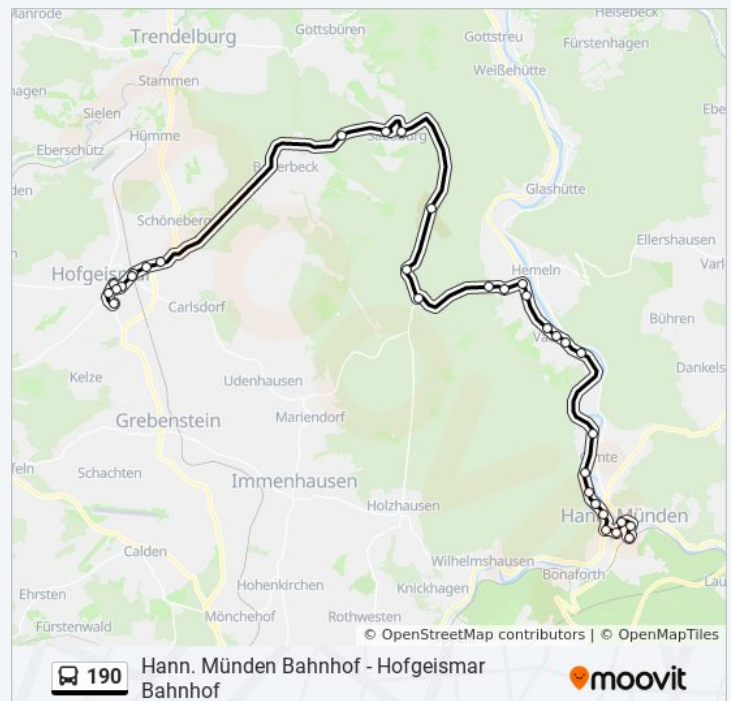 Manrode
Trendelburg
Gottsbüren
Gottstreu
Heisebeck
Fürstenhagen
Weißehütte
Stammen
Sielen
Hümme
Eberschütz
Glashütte
Schöneberg
Ellershausen
Hofgeismar
Hemeln
Carlsdorf
Bühren
Kelze
Udenhausen
Dankels
Mariendorf
Grebenstein
Schachten
Immenhausen
Holzhausen
Hann. Münden
Calden
Wilhelmshausen
Bonaforth
Hohenkirchen
Knickhagen
Ehrsten
Mönchehof
Rothwesten
Fürstenwald
© OpenStreetMap contributors | © OpenMapTiles
190
Hann. Münden Bahnhof - Hofgeismar
Bahnhof
moovit